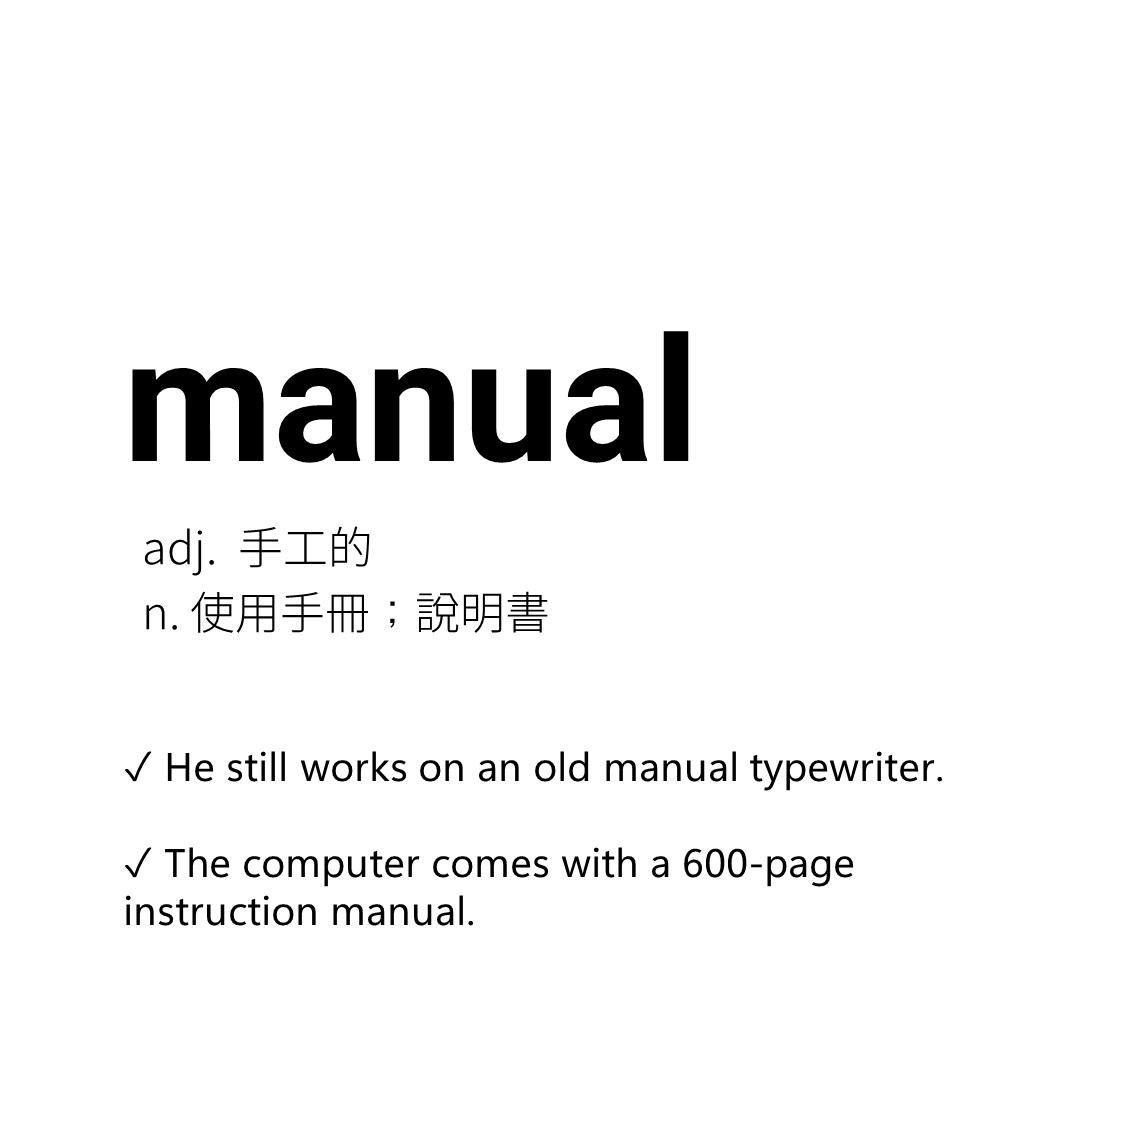 manual
adj. 手工的
n. 使用手冊；說明書
✓ He still works on an old manual typewriter.
✓ The computer comes with a 600-page
instruction manual.